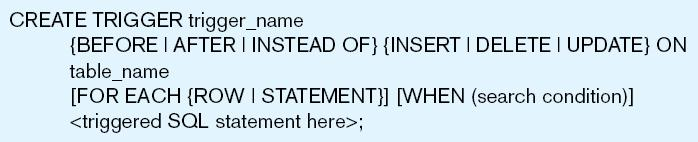 CREATE TRIGGER trigger_name
{BEFORE | AFTER | INSTEAD OF} {INSERT | DELETE | UPDATE} ON
table_name
[FOR EACH {ROW | STATEMENT}] [WHEN (search condition)]
<triggered SQL statement here>;